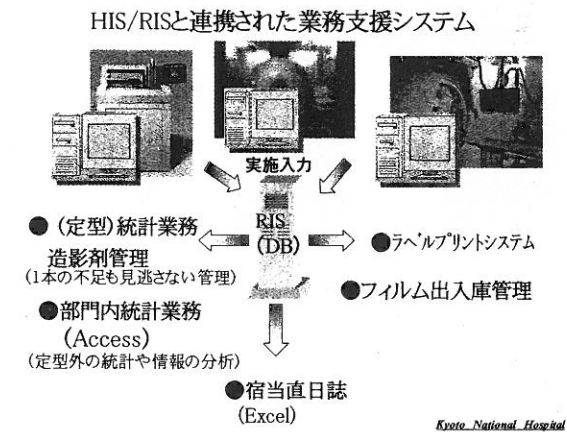 HIS/RISと連携された業務支援システム
実施入力
RIS
(DB)
●(定型)統計業務
造影剤管理
(1本の不足も見逃さない管理)
●部門内統計業務
(Access)
(定型外の統計や情報の分析)
●ラベルプリントシステム
●フィルム出入庫管理
●宿当直日誌
(Excel)
Kyoto National Hospital